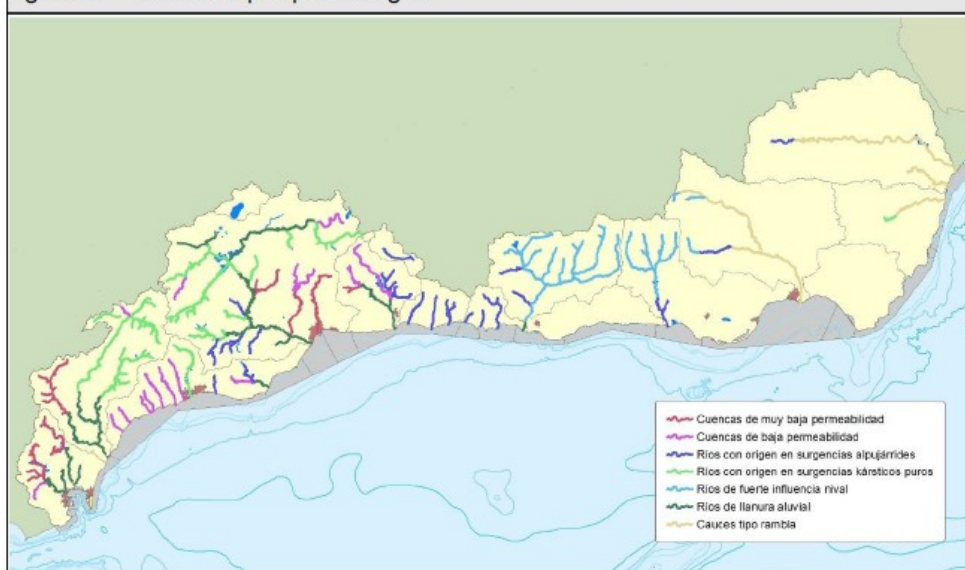 Cuencas de muy baja permeabilidad
Cuencas de baja permeabilidad
Ríos con origen en surgencias alpujárrides
Ríos con origen en surgencias kársticos puros
Ríos de fuerte influencia nival
Ríos de llanura aluvial
Cauces tipo rambla